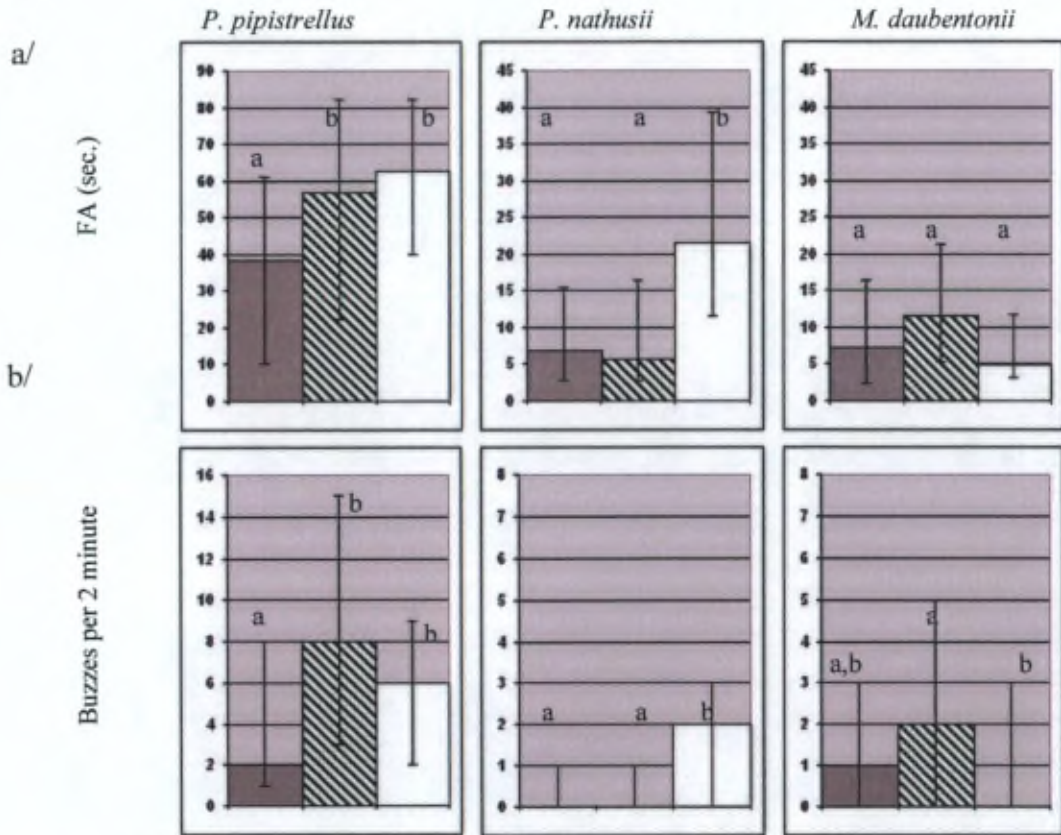 P. pipistrellus P. nathusii M. daubentonii
a/
FA (sec.)
90 80 70 60 50 40 30 20 10 0
a b b
45 40 35 30 25 20 15 10 5 0
a a b
45 40 35 30 25 20 15 10 5 0
a a a
b/
Buzzes per 2 minute
16 14 12 10 8 6 4 2 0
a b b
8 7 6 5 4 3 2 1 0
a a b
8 7 6 5 4 3 2 1 0
a,b a b